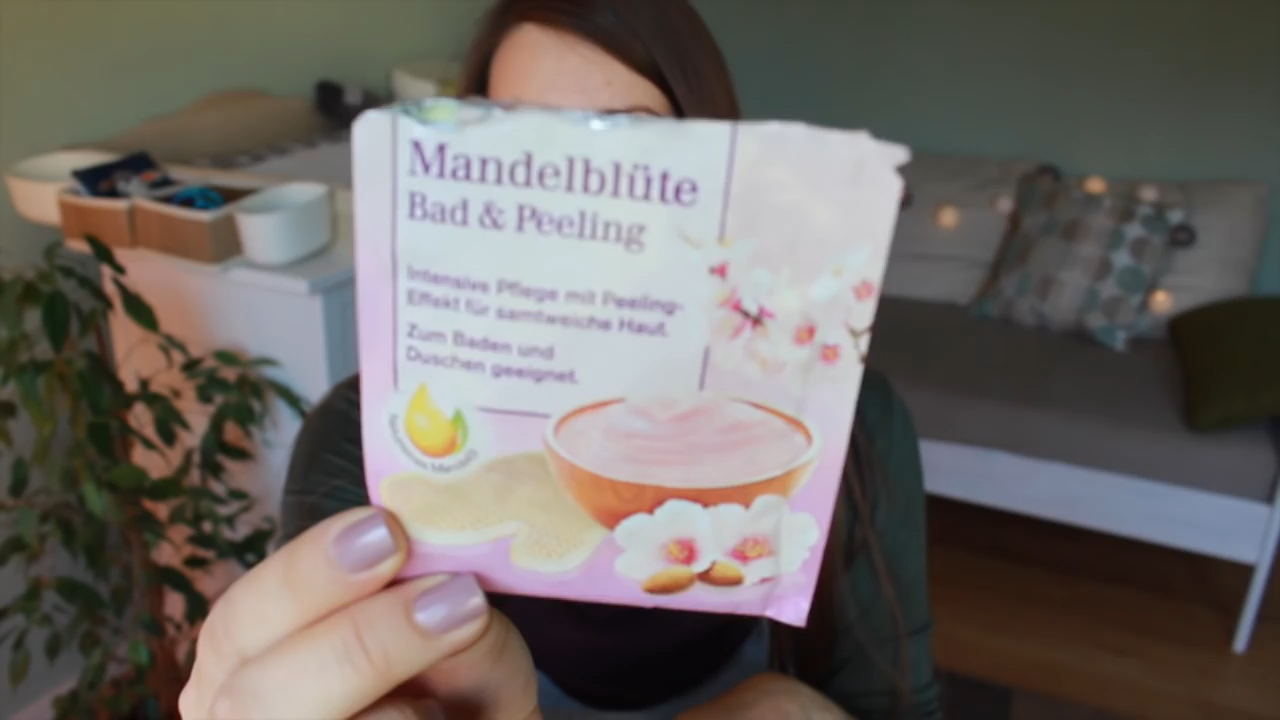 Mandelblüte
Bad & Peeling
Intensive Pflege mit Peeling-
Effekt für samtweiche Haut.
Zum Baden und
Duschen geeignet.